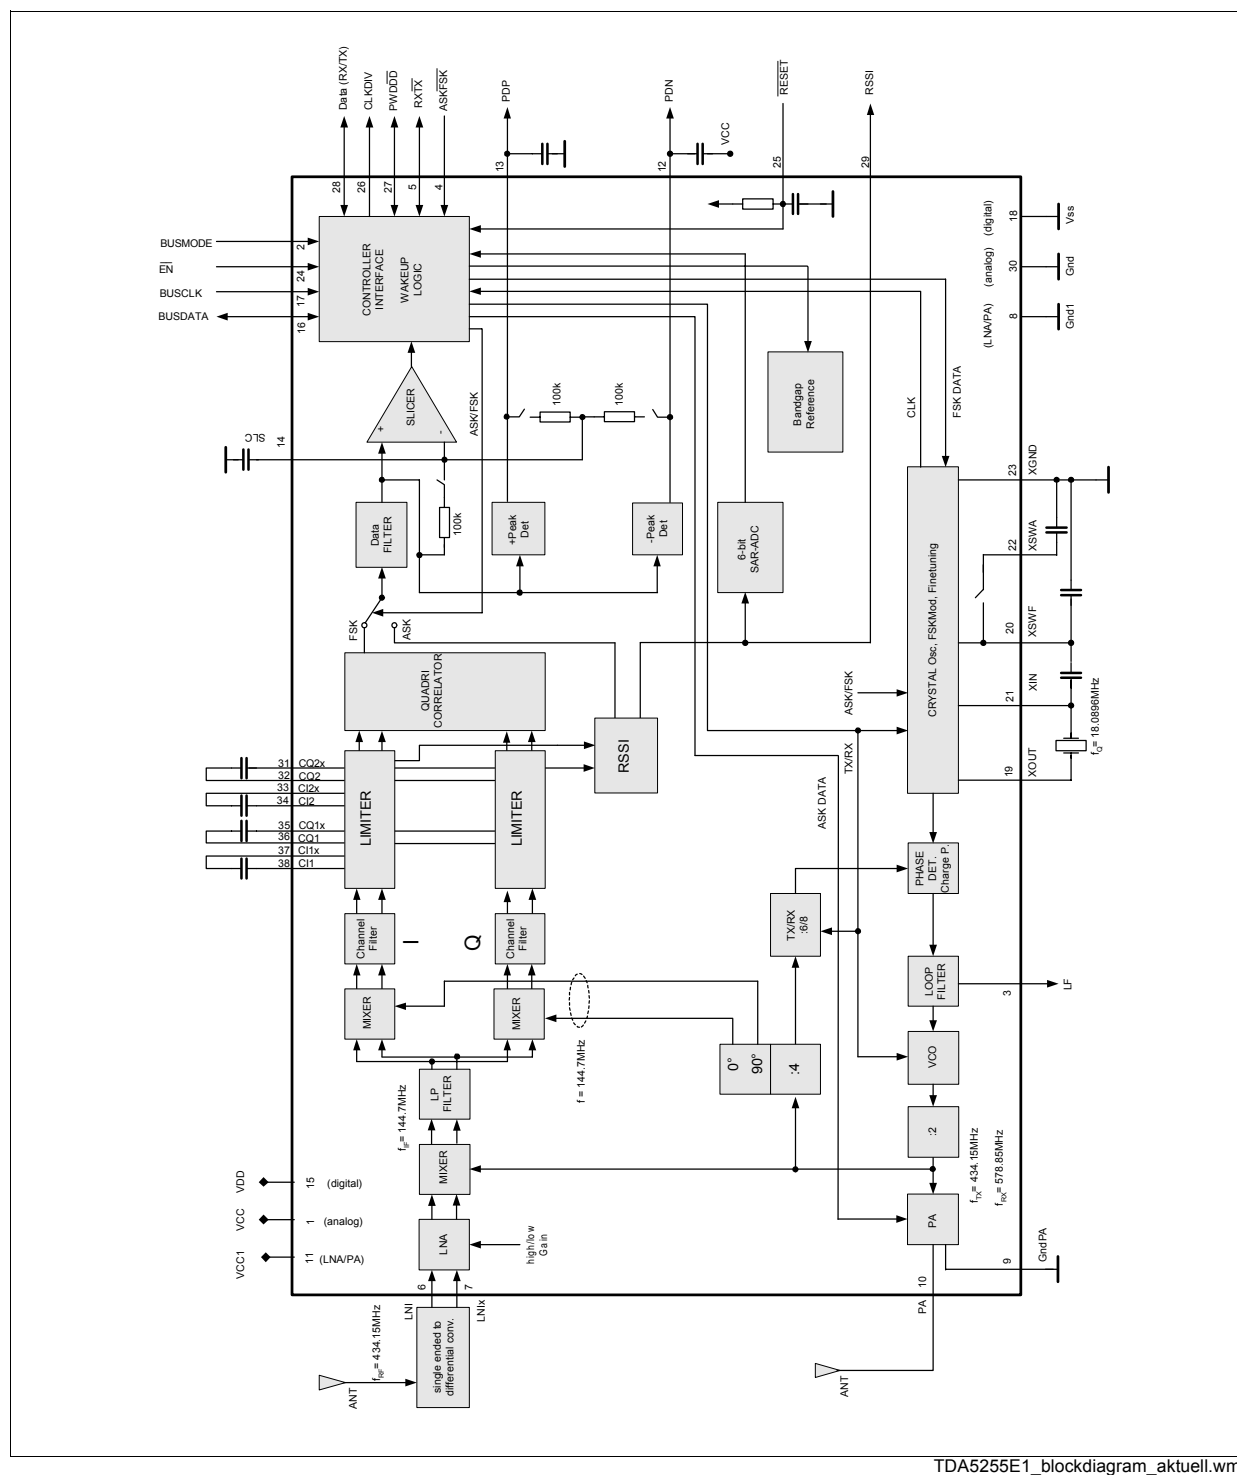 Data (RX/TX)
CLKDIV
PWDDD
RXTX
ASKFSK
PDP
PDN
VCC
RESET
RSSI
28
26
27
5
4
13
12
25
29
BUSMODE
2
EN
24
BUSCLK
17
BUSDATA
16
CONTROLLER
INTERFACE
WAKEUP
LOGIC
18
(digital)
Vss
30
(analog)
Gnd
8
(LNA/PA)
Gnd1
SLC
14
SLICER
+
-
ASK/FSK
100k
100k
100k
Bandgap
Reference
CLK
FSK DATA
Data
FILTER
+Peak
Det
-Peak
Det
6-bit
SAR-ADC
23
XGND
22
XSWA
20
XSWF
21
XIN
19
XOUT
fQ= 18.0896MHz
CRYSTAL Osc, FSKMod, Finetuning
FSK
ASK
QUADRI
CORRELATOR
RSSI
ASK/FSK
TX/RX
ASK DATA
31 CQ2x
32 CQ2
33 CI2x
34 CI2
35 CQ1x
36 CQ1
37 CI1x
38 CI1
LIMITER
LIMITER
PHASE
DET.
Charge P.
TX/RX
:6/8
Channel
Filter
I
Q
Channel
Filter
LOOP
FILTER
3
LF
MIXER
MIXER
f = 144.7MHz
0°
90°
:4
VCO
LP
FILTER
fIF= 144.7MHz
:2
MIXER
fTX= 434.15MHz
fRX= 578.85MHz
VDD
15 (digital)
VCC
1 (analog)
VCC1
11 (LNA/PA)
LNA
high/low
Gain
PA
9
GndPA
6
LNI
7
LNIx
PA
10
fRF= 434.15MHz
single ended to
differential conv.
ANT
ANT
TDA5255E1_blockdiagram_aktuell.wm